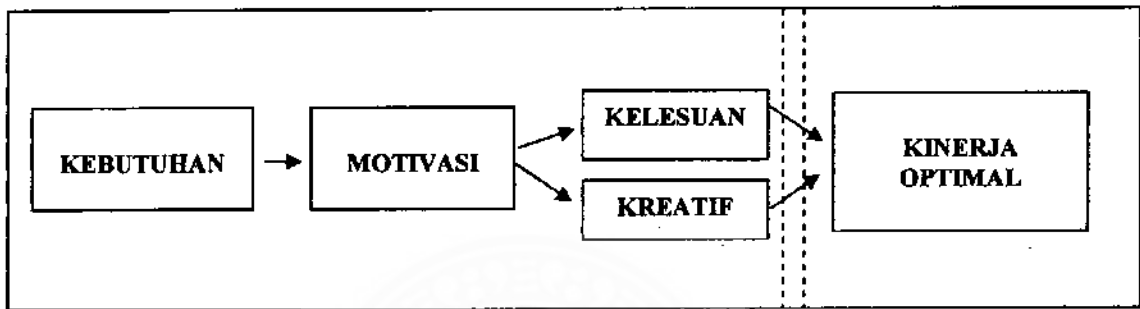 KEBUTUHAN
MOTIVASI
KELESUAN
KREATIF
KINERJA
OPTIMAL